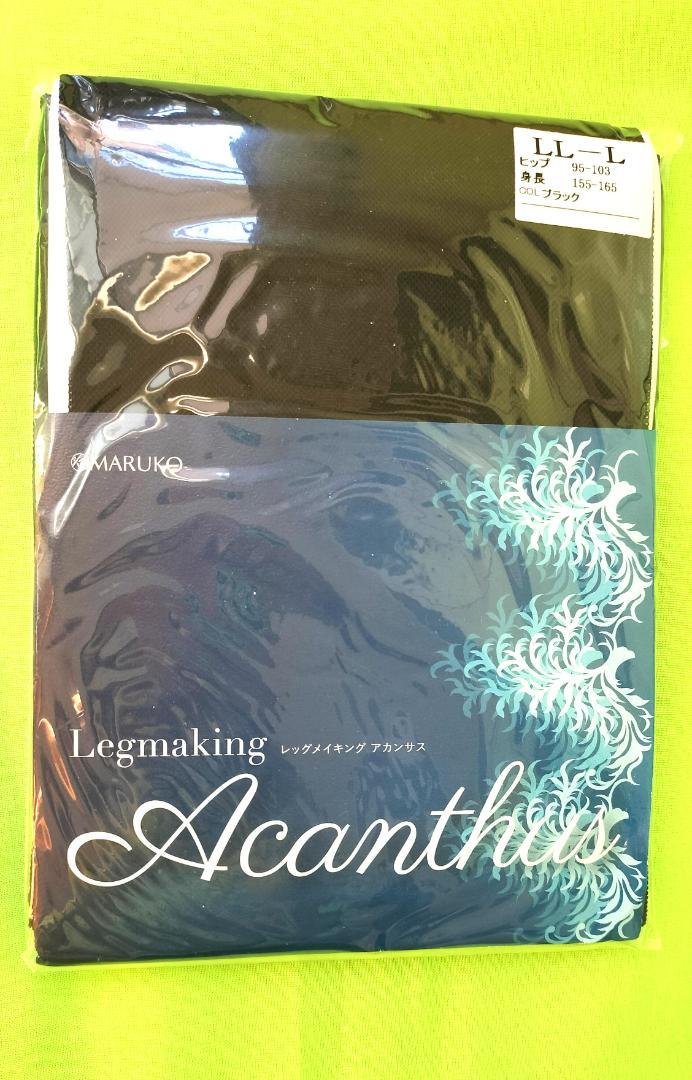 LL－L
ヒップ 95-103
身長 155-165
COL ブラック
MARUKO
Legmaking レッグメイキング アカンサス
Acanthus